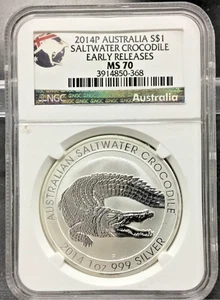 2014P AUSTRALIA S$1
SALTWATER CROCODILE
EARLY RELEASES
MS 70
3914850-368
NGC
Australia
AUSTRALIAN SALTWATER CROCODILE
2014 1oz 999 SILVER